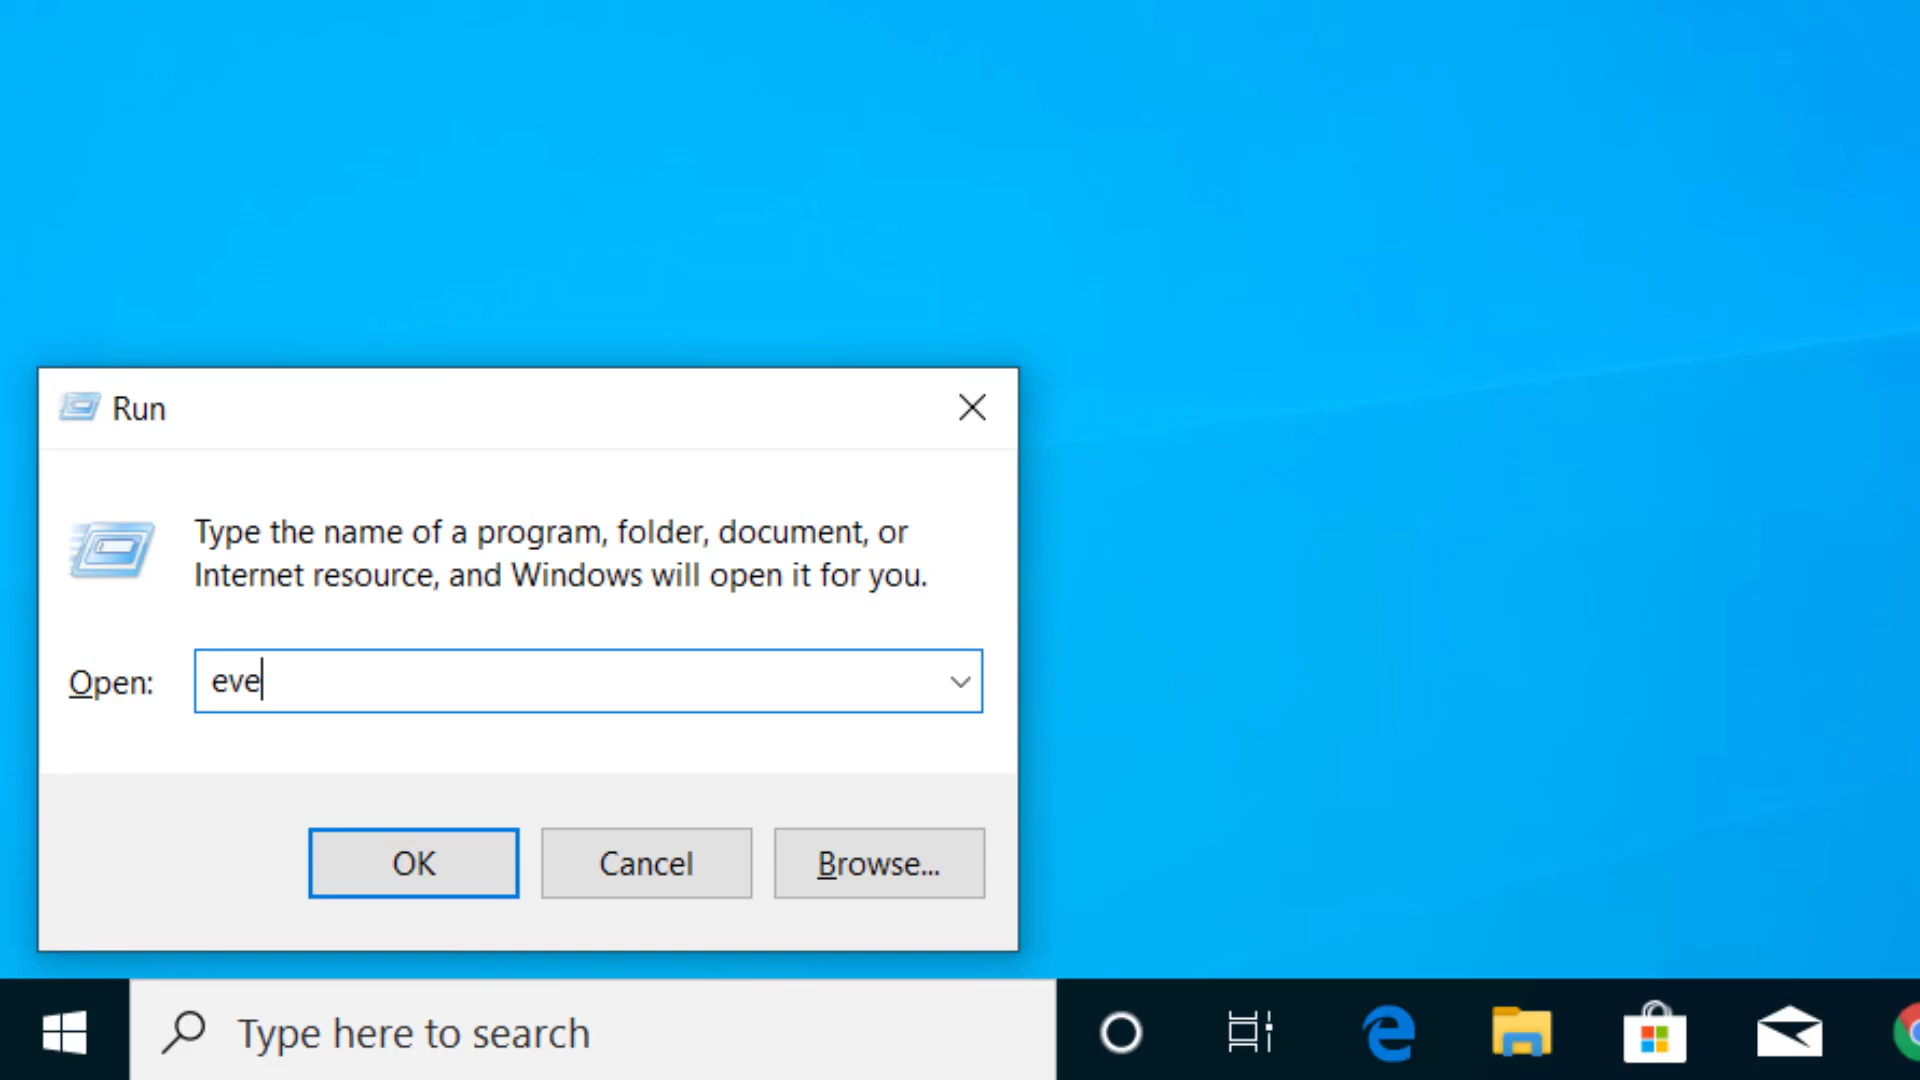 Run
Type the name of a program, folder, document, or
Internet resource, and Windows will open it for you.
Open:
eve
OK
Cancel
Browse...
Type here to search